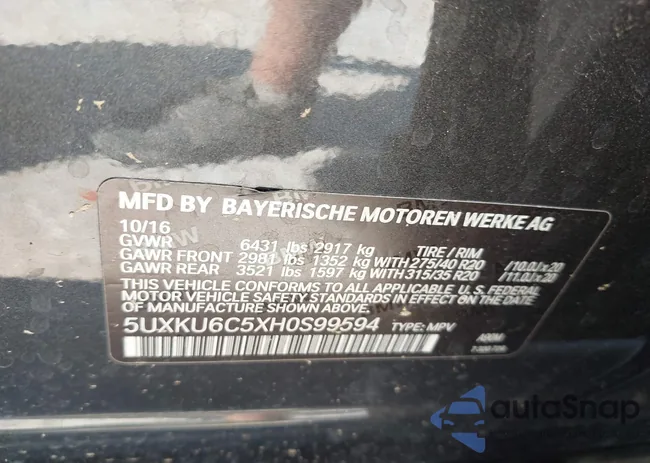 MFD BY BAYERISCHE MOTOREN WERKE AG
10/16
GVWR 6431 lbs 2917 kg TIRE / RIM
GAWR FRONT 2981 lbs 1352 kg WITH 275/40 R20 /10.0Jx20
GAWR REAR 3521 lbs 1597 kg WITH 315/35 R20 /11.0Jx20
THIS VEHICLE CONFORMS TO ALL APPLICABLE U.S. FEDERAL
MOTOR VEHICLE SAFETY STANDARDS IN EFFECT ON THE DATE
OF MANUFACTURE SHOWN ABOVE.
5UXKU6C5XH0S99594 TYPE: MPV
autoSnap